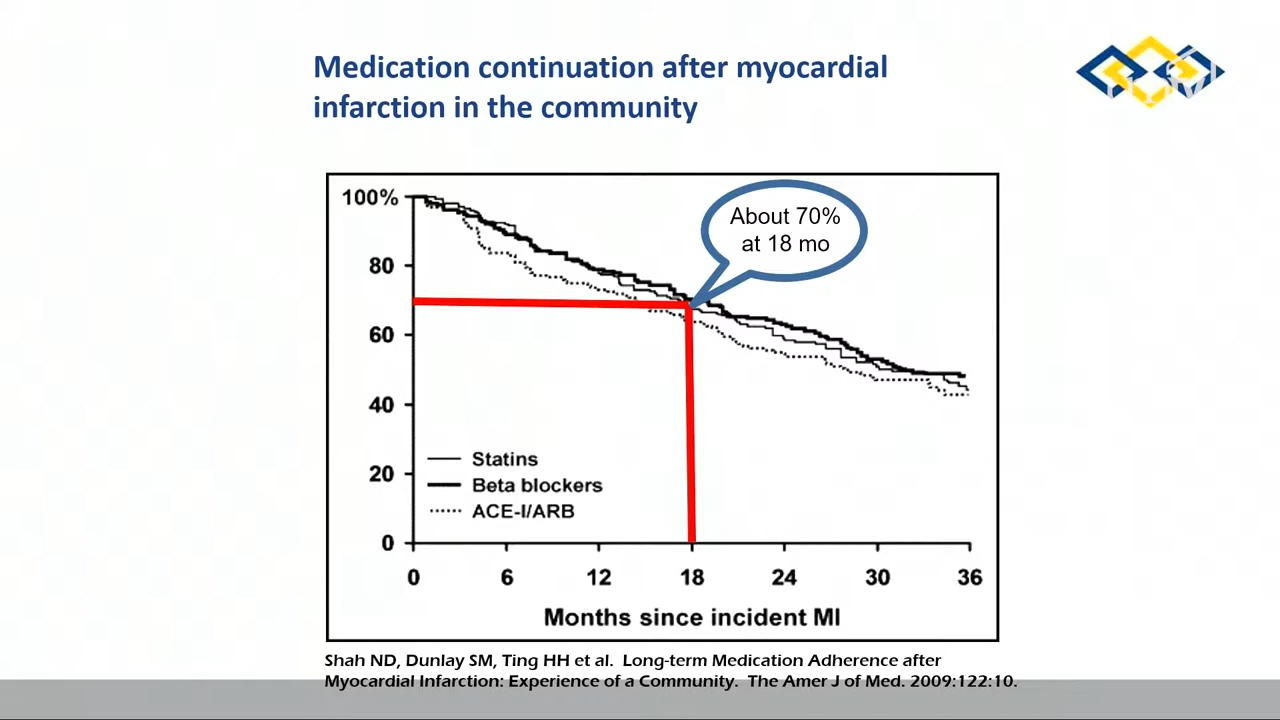 Medication continuation after myocardial
infarction in the community
100%
80
60
40
20
0
About 70%
at 18 mo
Statins
Beta blockers
ACE-I/ARB
0 6 12 18 24 30 36
Months since incident MI
Shah ND, Dunlay SM, Ting HH et al. Long-term Medication Adherence after
Myocardial Infarction: Experience of a Community. The Amer J of Med. 2009:122:10.